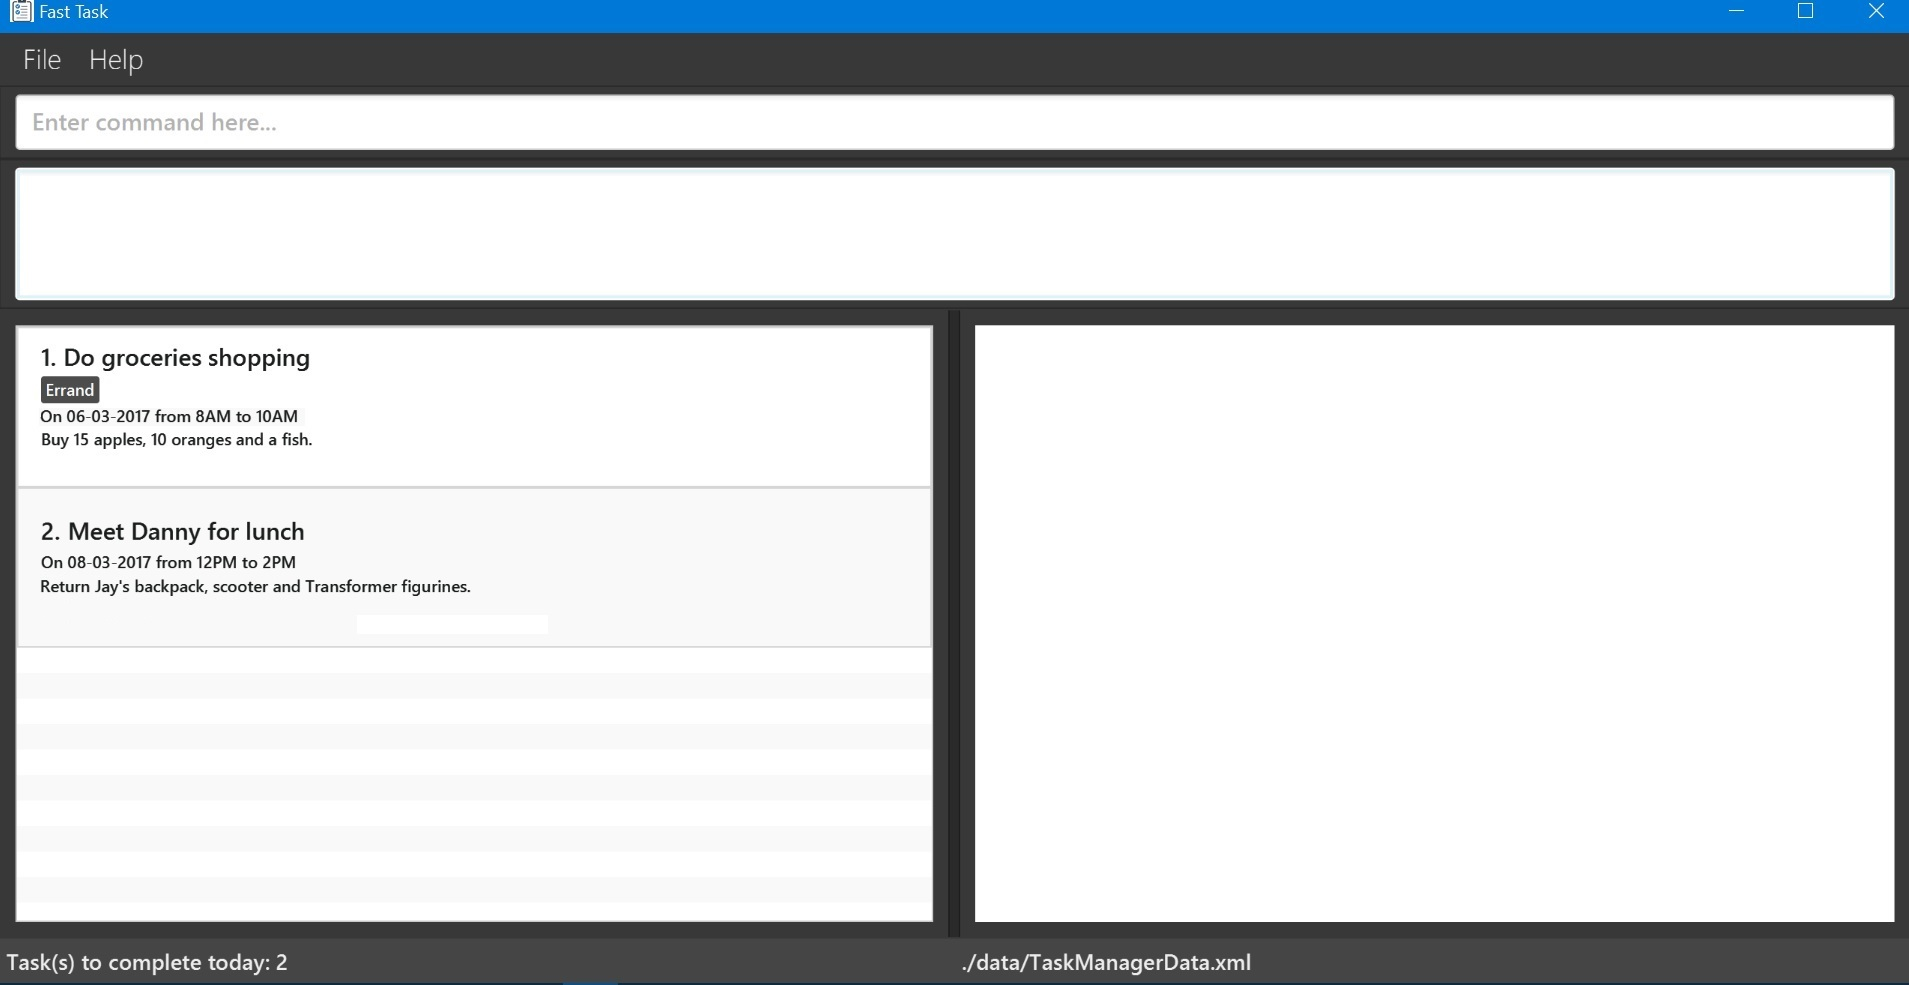 Fast Task
File Help
Enter command here...
1. Do groceries shopping
Errand
On 06-03-2017 from 8AM to 10AM
Buy 15 apples, 10 oranges and a fish.
2. Meet Danny for lunch
On 08-03-2017 from 12PM to 2PM
Return Jay's backpack, scooter and Transformer figurines.
Task(s) to complete today: 2
./data/TaskManagerData.xml